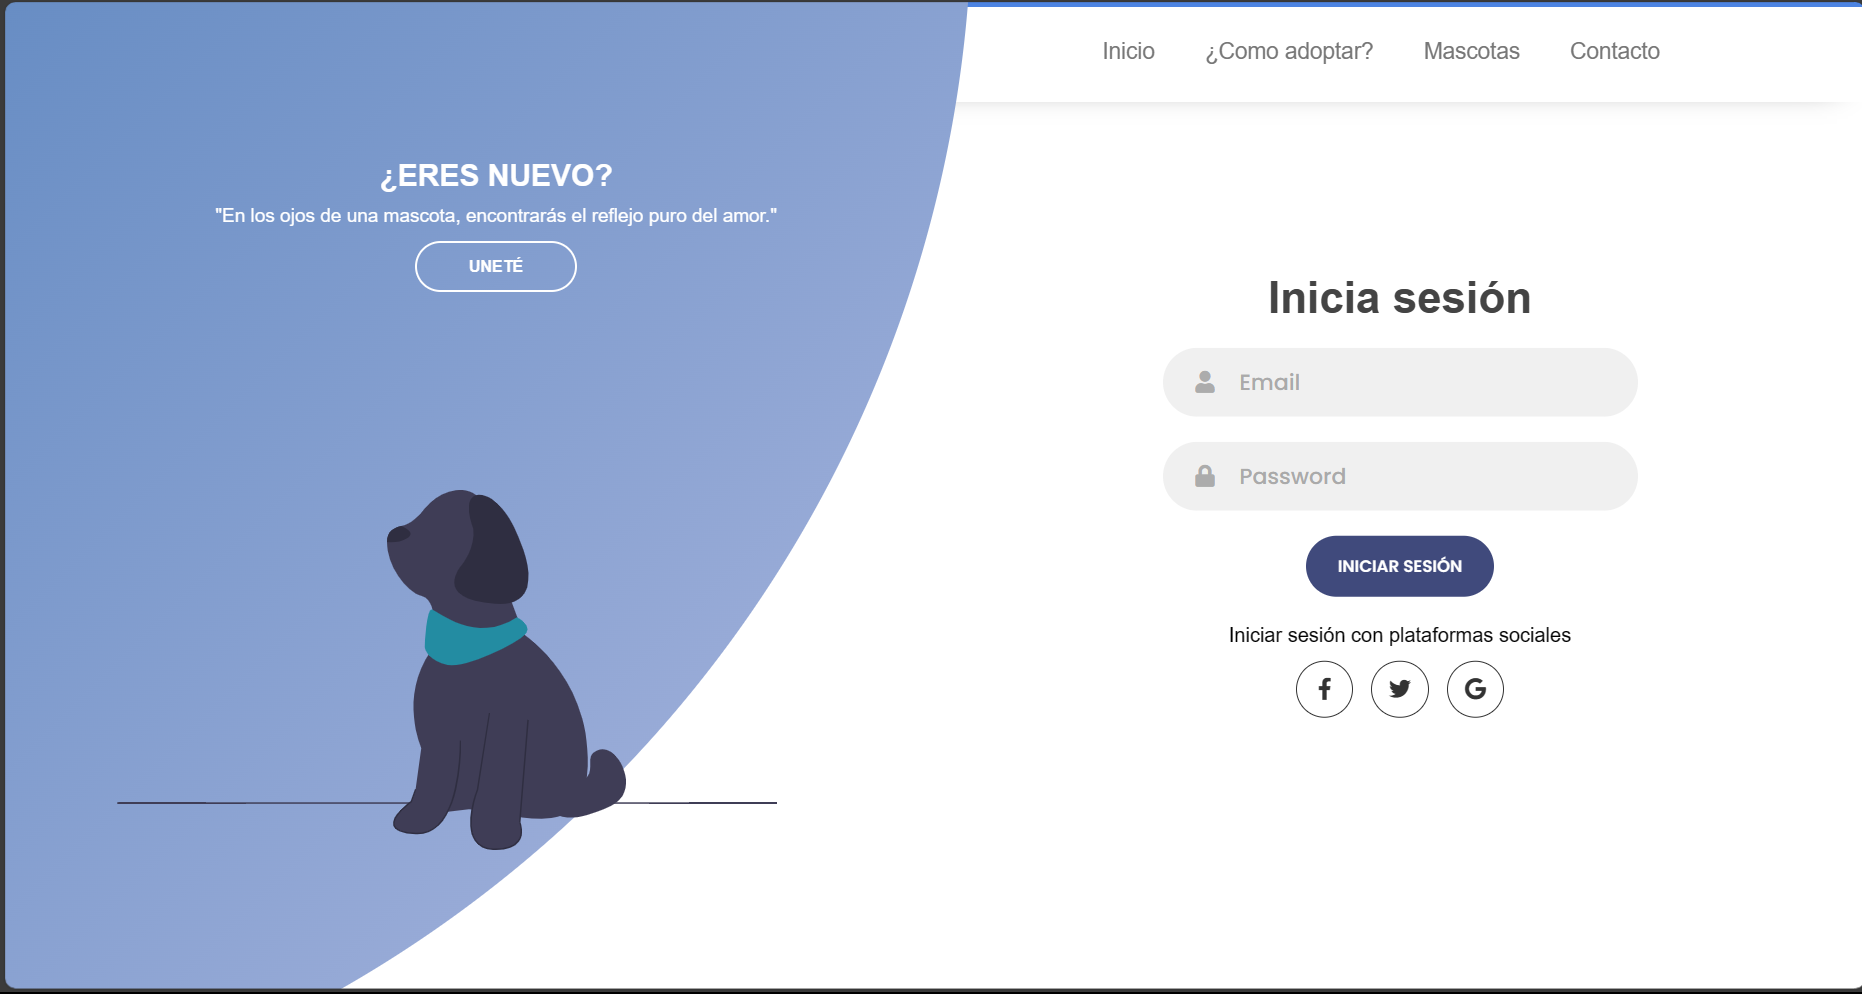 Inicio ¿Como adoptar? Mascotas Contacto
¿ERES NUEVO?
"En los ojos de una mascota, encontrarás el reflejo puro del amor."
UNETÉ
Inicia sesión
Email
Password
INICIAR SESIÓN
Iniciar sesión con plataformas sociales